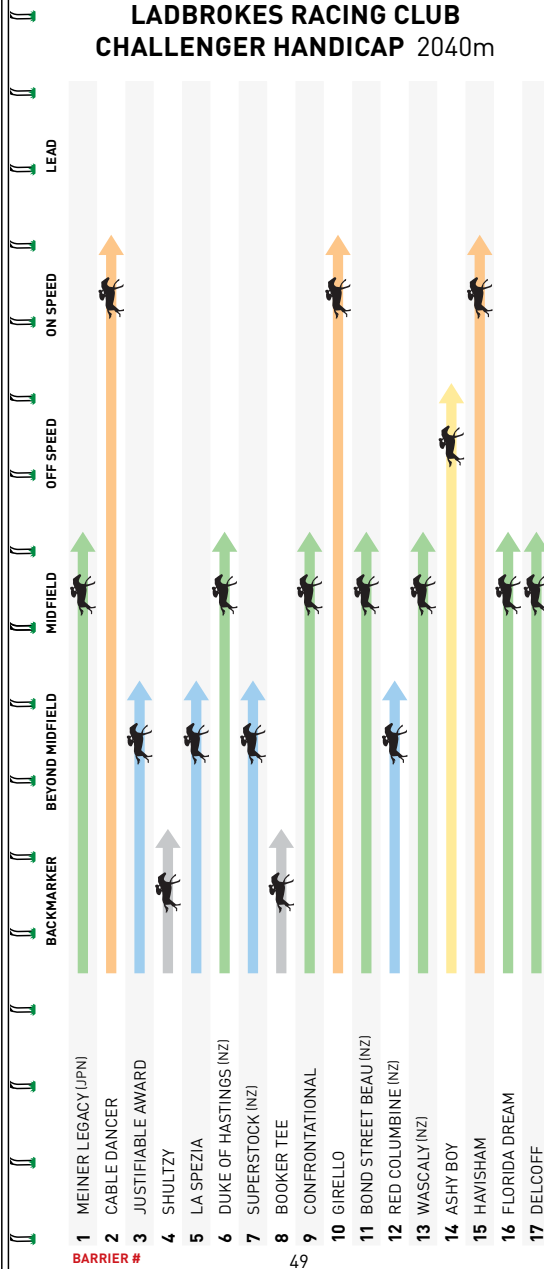 LADBROKES RACING CLUB
CHALLENGER HANDICAP 2040m
LEAD
ON SPEED
OFF SPEED
MIDFIELD
BEYOND MIDFIELD
BACKMARKER
1 MEINER LEGACY (JPN)
2 CABLE DANCER
3 JUSTIFIABLE AWARD
4 SHULTZY
5 LA SPEZIA
6 DUKE OF HASTINGS (NZ)
7 SUPERSTOCK (NZ)
8 BOOKER TEE
9 CONFRONTATIONAL
10 GIRELLO
11 BOND STREET BEAU (NZ)
12 RED COLUMBINE (NZ)
13 WASCALY (NZ)
14 ASHY BOY
15 HAVISHAM
16 FLORIDA DREAM
17 DELCOFF
BARRIER #
49